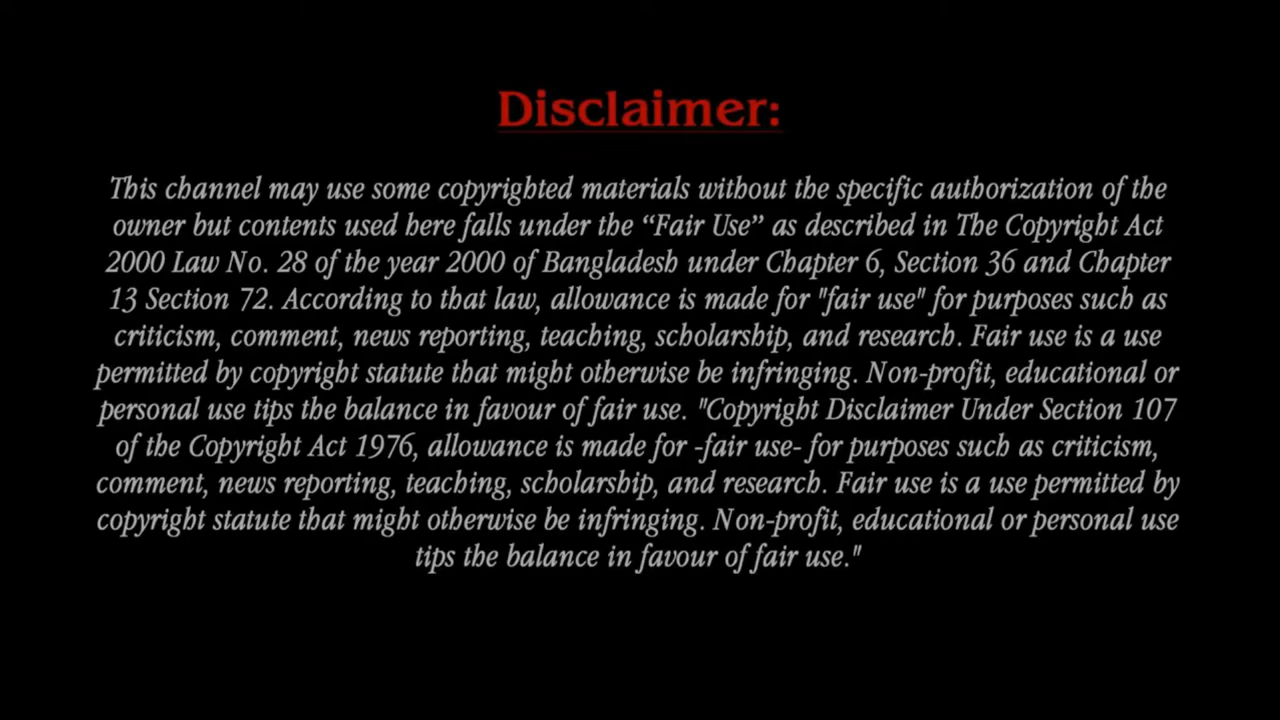 Disclaimer:
This channel may use some copyrighted materials without the specific authorization of the
owner but contents used here falls under the “Fair Use” as described in The Copyright Act
2000 Law No. 28 of the year 2000 of Bangladesh under Chapter 6, Section 36 and Chapter
13 Section 72. According to that law, allowance is made for "fair use" for purposes such as
criticism, comment, news reporting, teaching, scholarship, and research. Fair use is a use
permitted by copyright statute that might otherwise be infringing. Non-profit, educational or
personal use tips the balance in favour of fair use. "Copyright Disclaimer Under Section 107
of the Copyright Act 1976, allowance is made for -fair use- for purposes such as criticism,
comment, news reporting, teaching, scholarship, and research. Fair use is a use permitted by
copyright statute that might otherwise be infringing. Non-profit, educational or personal use
tips the balance in favour of fair use."